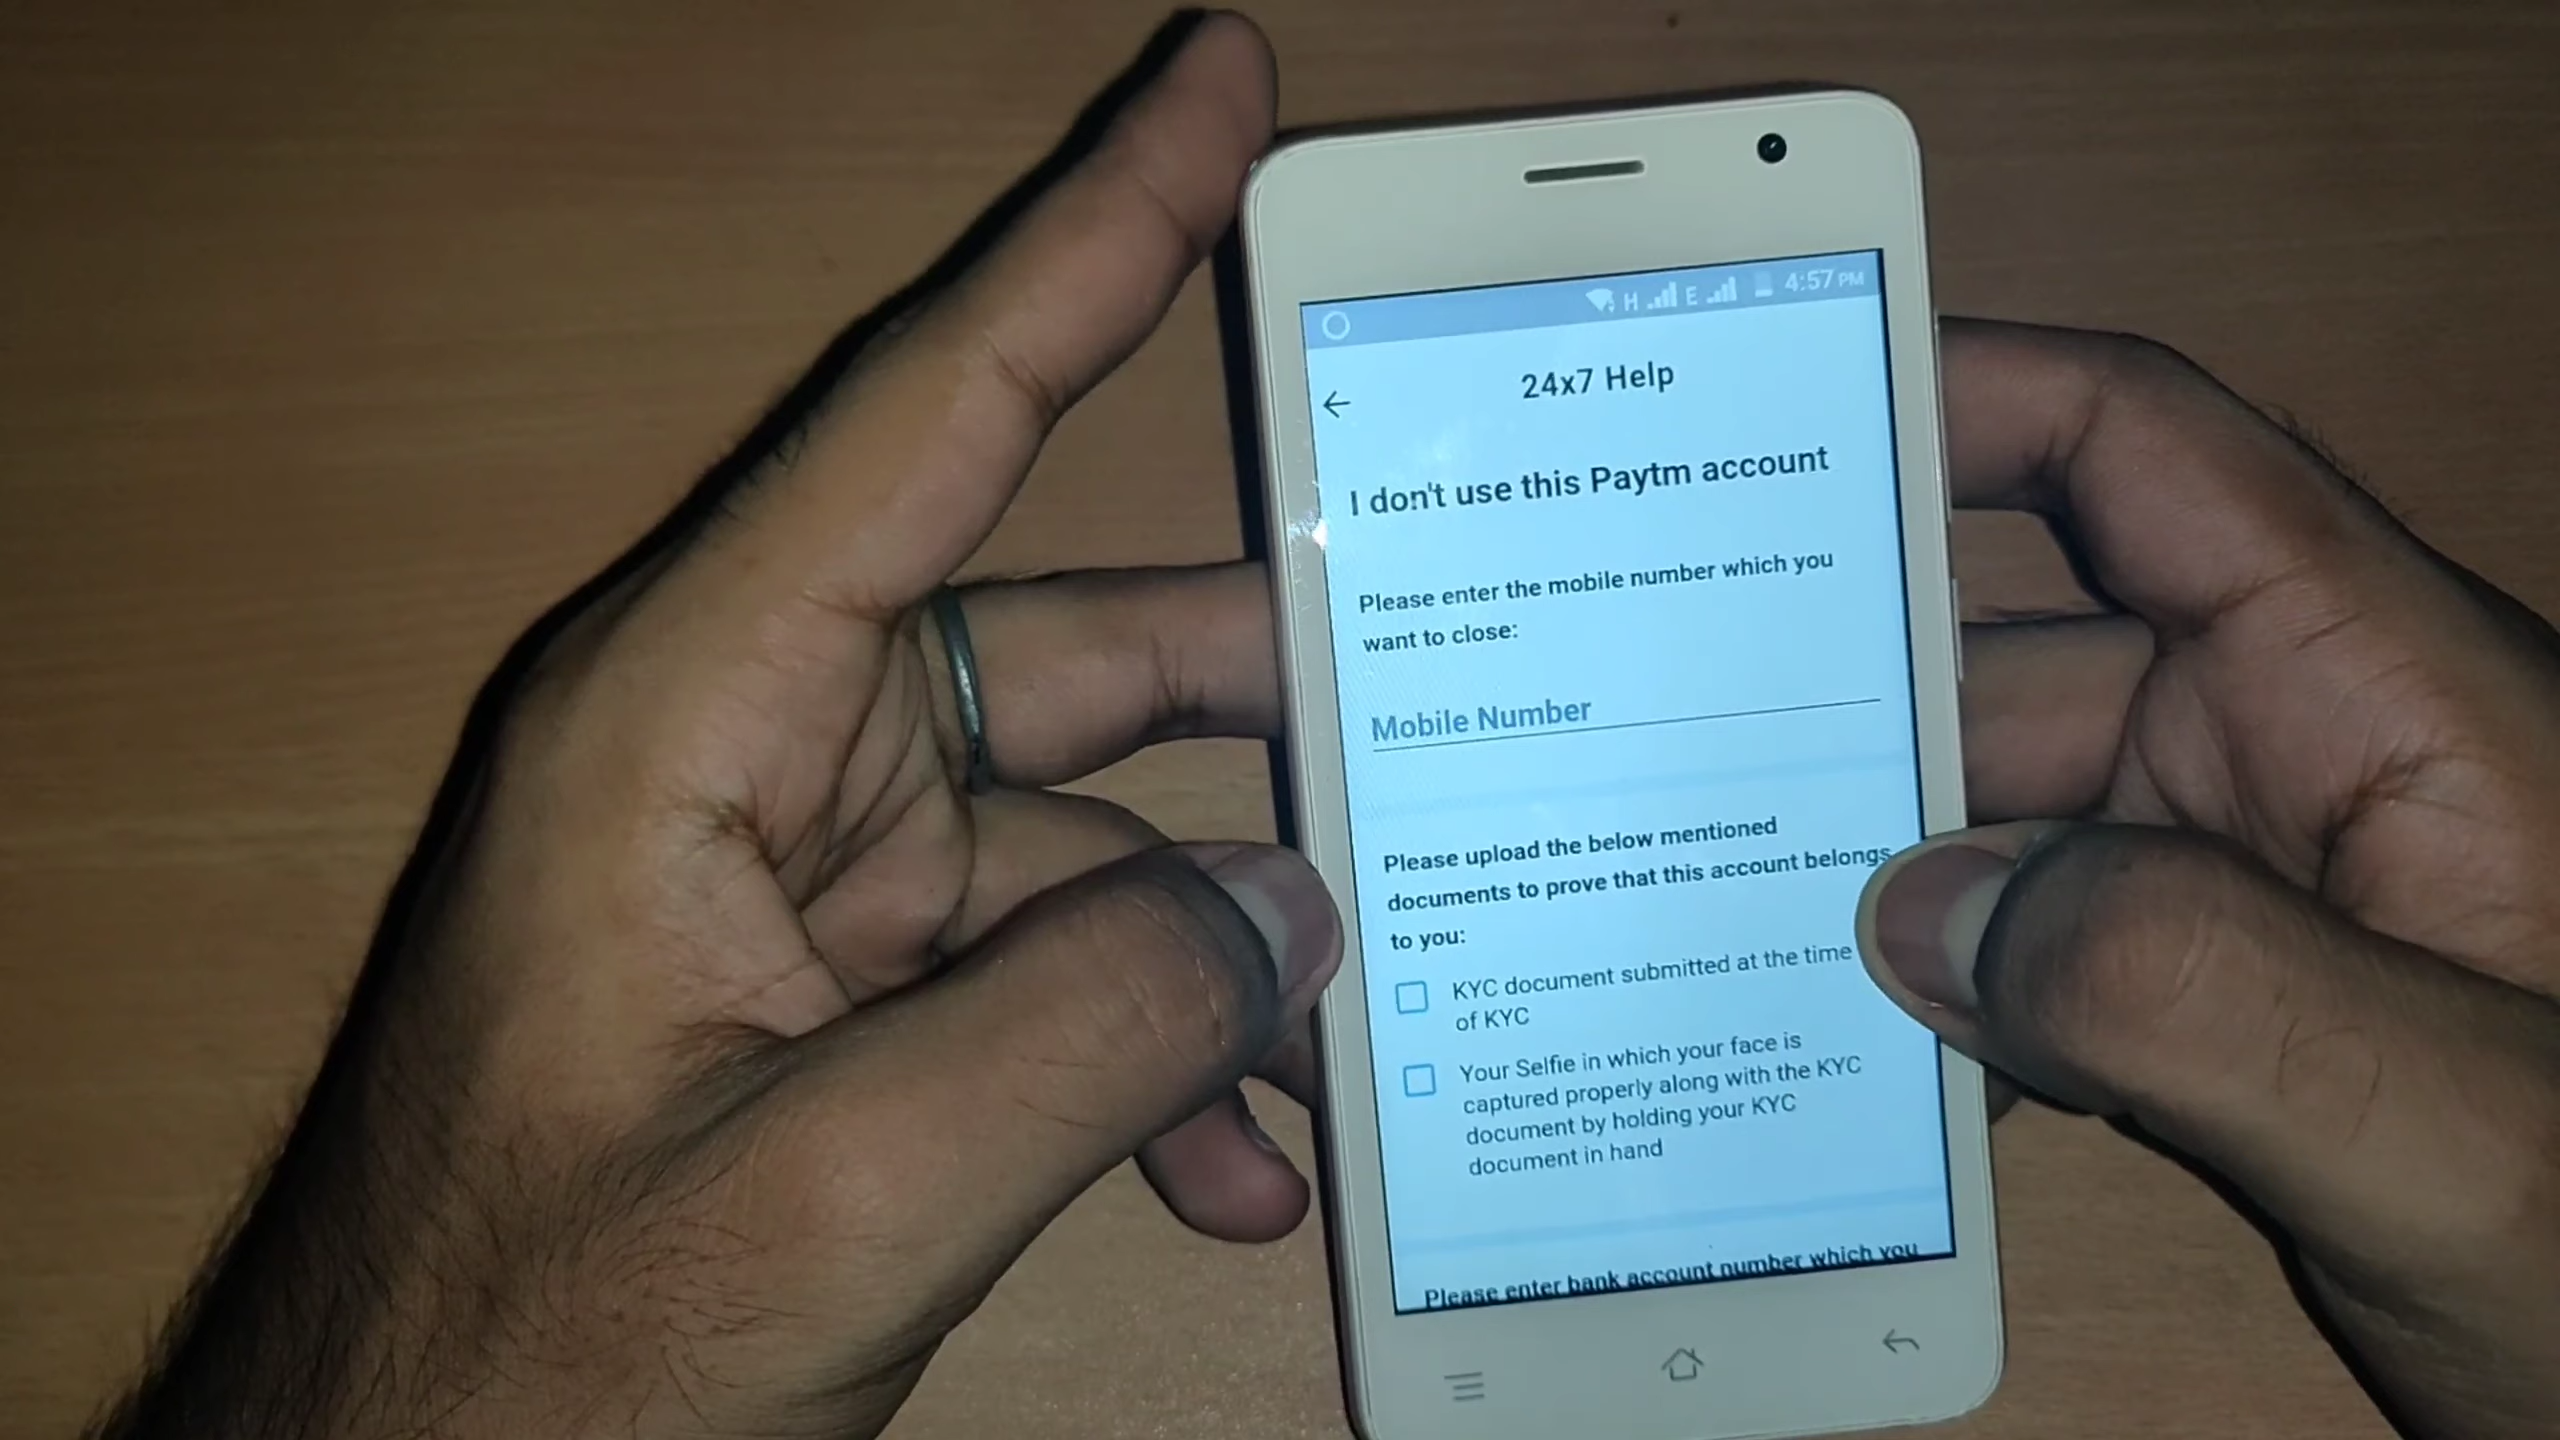 H E 4:57 PM
24x7 Help
I don't use this Paytm account
Please enter the mobile number which you
want to close:
Mobile Number
Please upload the below mentioned
documents to prove that this account belongs
to you:
KYC document submitted at the time
of KYC
Your Selfie in which your face is
captured properly along with the KYC
document by holding your KYC
document in hand
Please enter bank account number which you